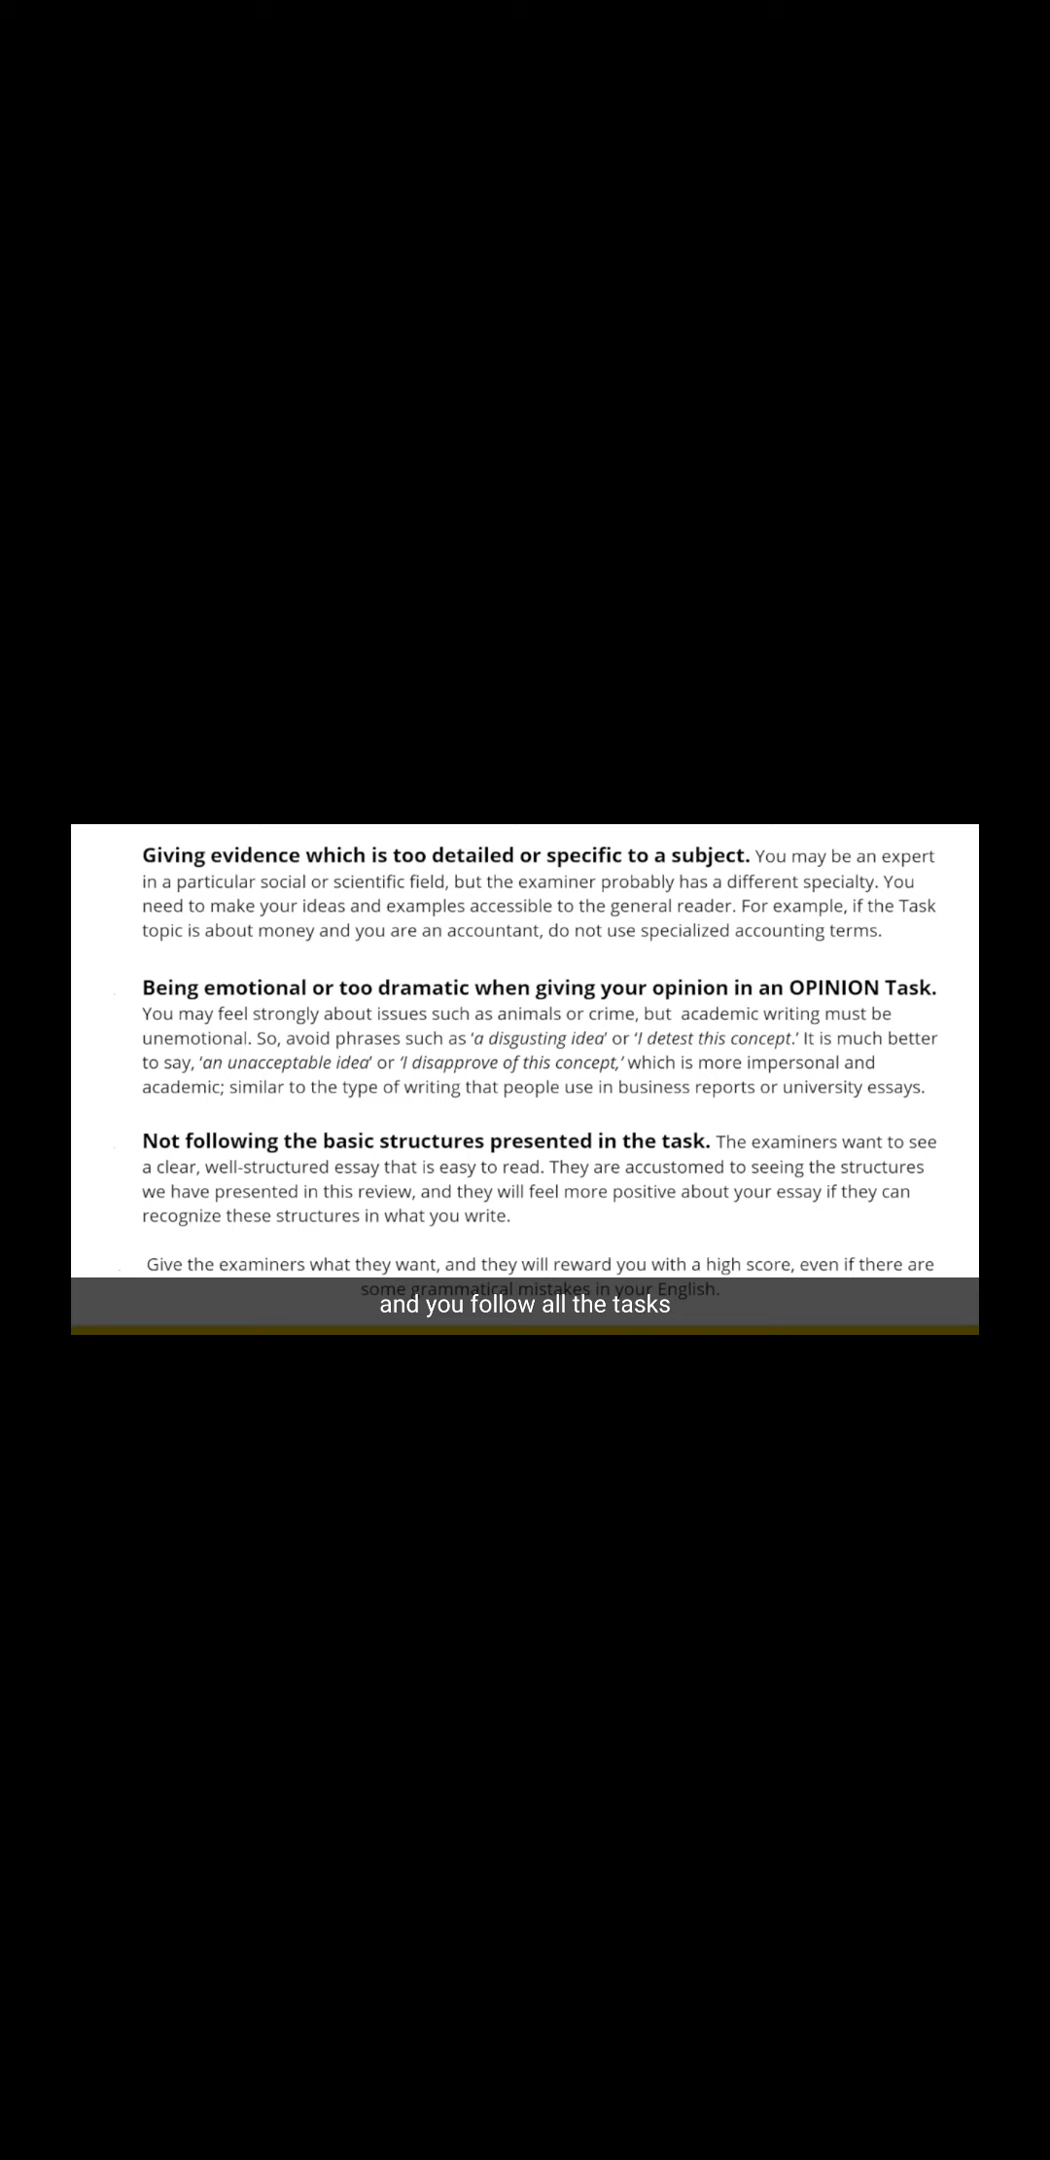 Giving evidence which is too detailed or specific to a subject. You may be an expert
in a particular social or scientific field, but the examiner probably has a different specialty. You
need to make your ideas and examples accessible to the general reader. For example, if the Task
topic is about money and you are an accountant, do not use specialized accounting terms.
Being emotional or too dramatic when giving your opinion in an OPINION Task.
You may feel strongly about issues such as animals or crime, but academic writing must be
unemotional. So, avoid phrases such as ‘a disgusting idea’ or ‘I detest this concept.’ It is much better
to say, ‘an unacceptable idea’ or ‘I disapprove of this concept,’ which is more impersonal and
academic; similar to the type of writing that people use in business reports or university essays.
Not following the basic structures presented in the task. The examiners want to see
a clear, well-structured essay that is easy to read. They are accustomed to seeing the structures
we have presented in this review, and they will feel more positive about your essay if they can
recognize these structures in what you write.
Give the examiners what they want, and they will reward you with a high score, even if there are
some grammatical mistakes in your English.
and you follow all the tasks